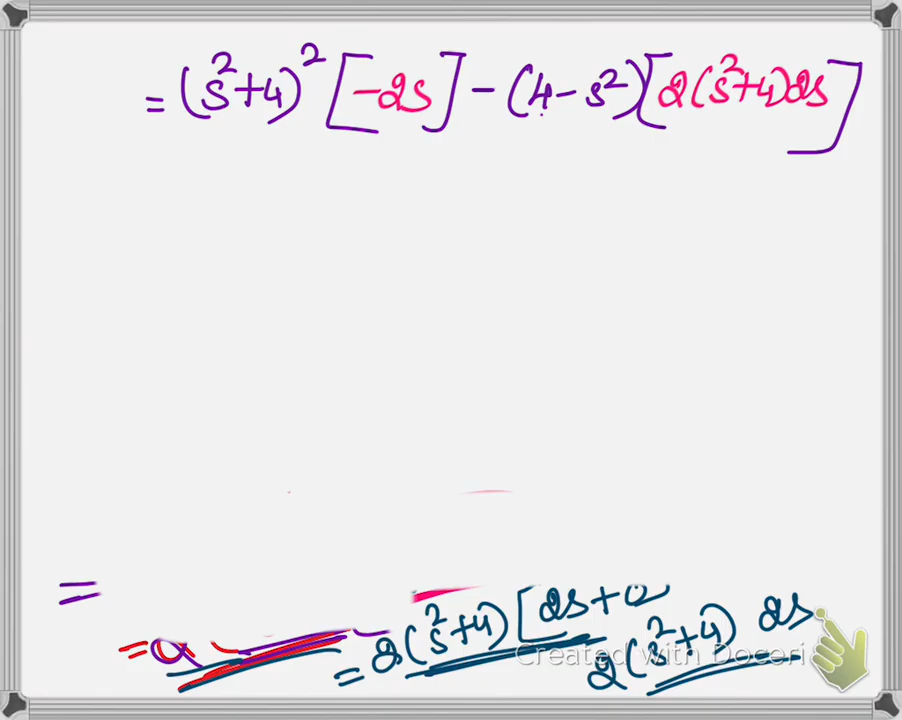 = (s²+4)² [-2s] - (4-s²)[2(s²+4)2s]
=
= 2
= 2(s²+4) [2s+0
2(s²+4) 2s
Created with Doceri